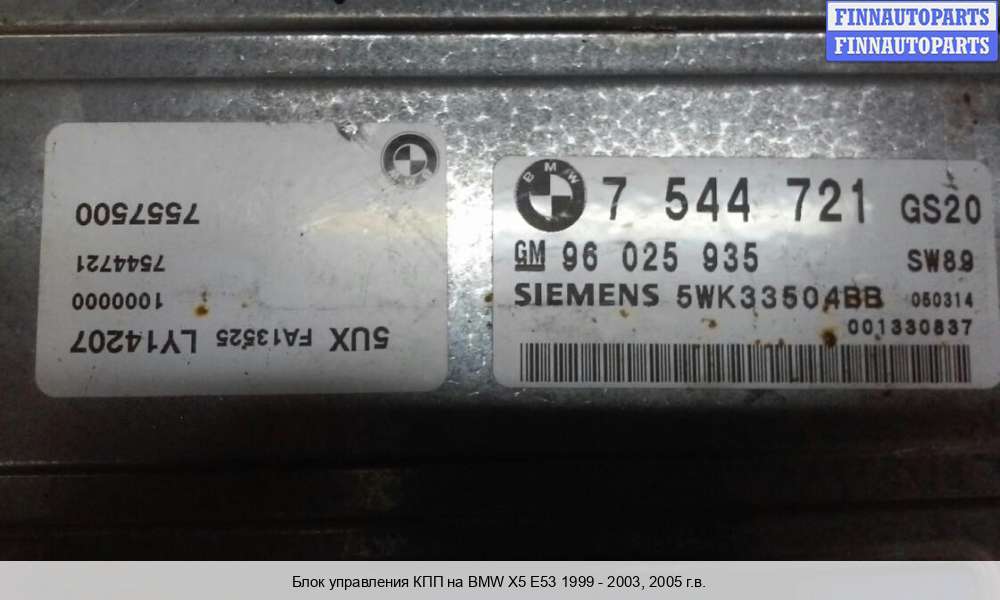 FINNAUTOPARTS
FINNAUTOPARTS
5UX FA13525 LY14207
1000000
7544721
7557500
BMW 7 544 721 GS20
GM 96 025 935 SW89
SIEMENS 5WK33504BB 050314
001330837
Блок управления КПП на BMW X5 E53 1999 - 2003, 2005 г.в.